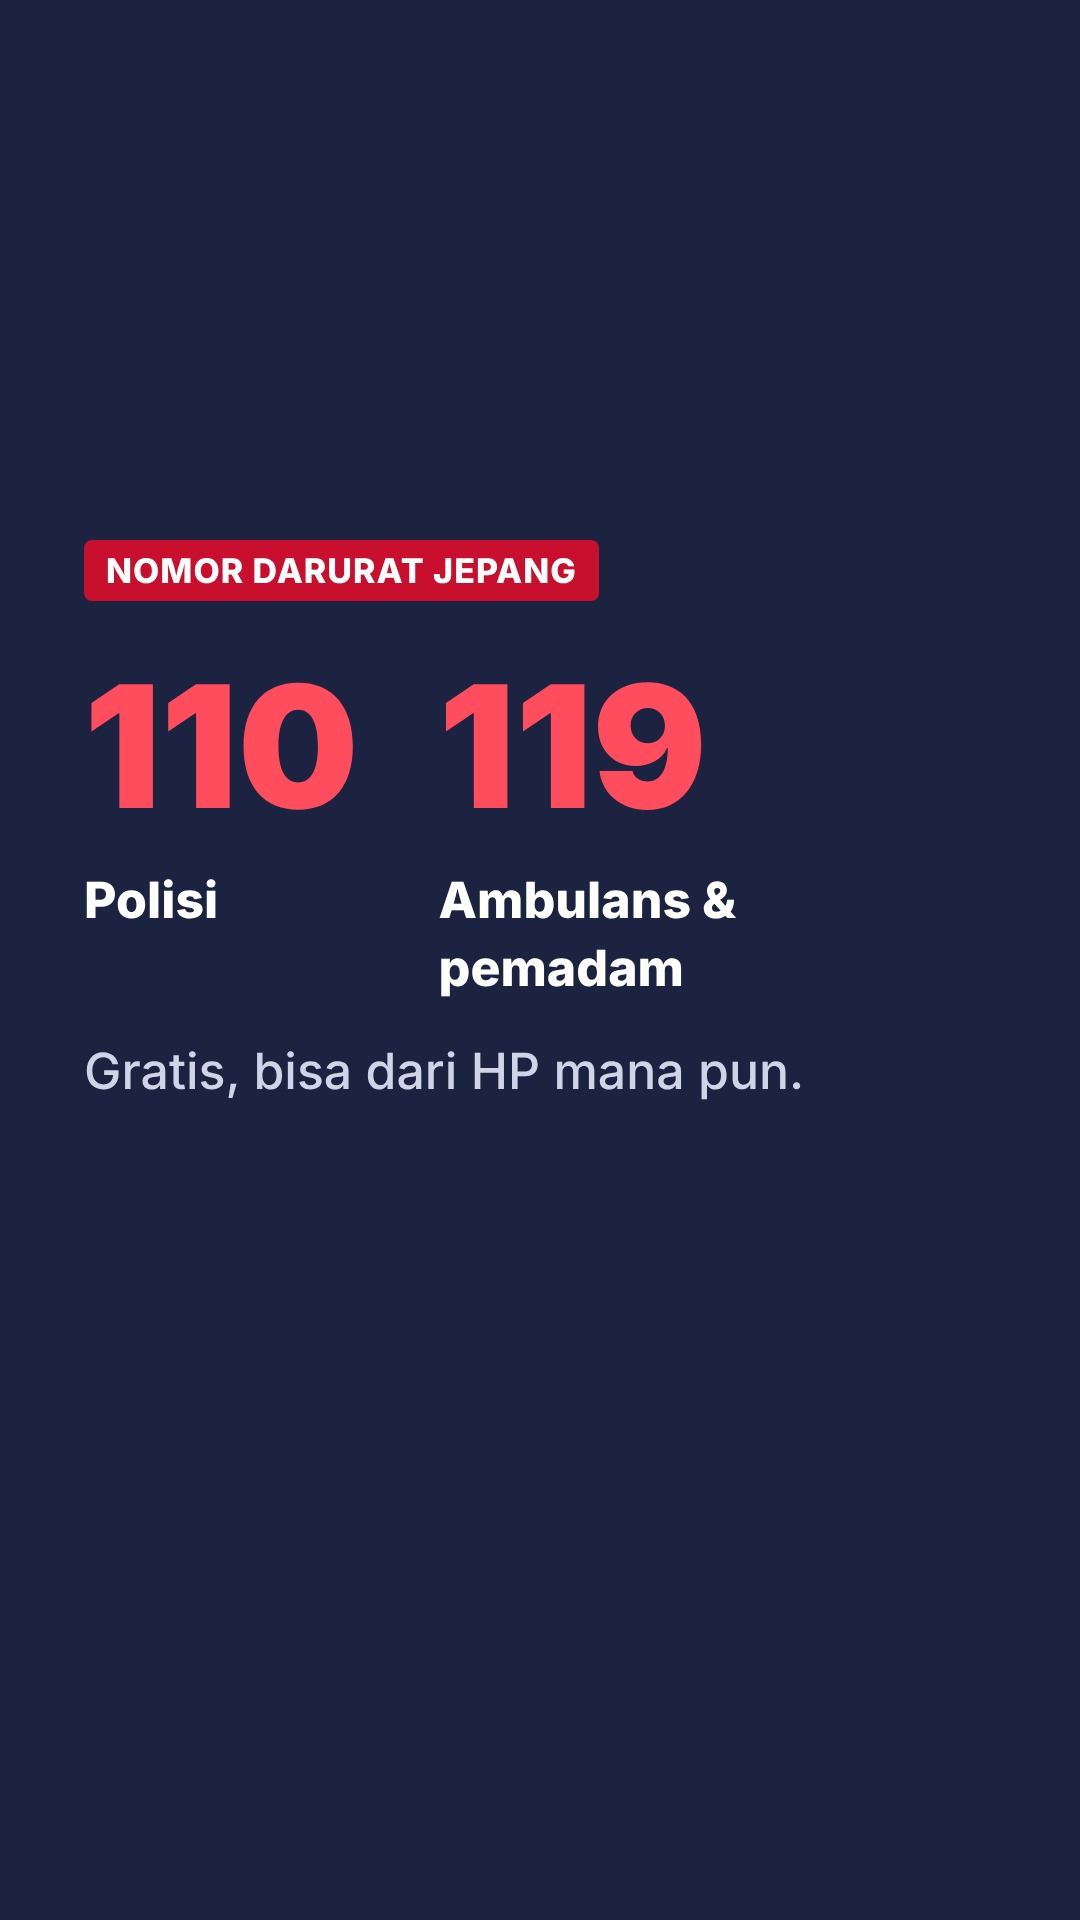 NOMOR DARURAT JEPANG
110 119
Polisi
Ambulans &
pemadam
Gratis, bisa dari HP mana pun.